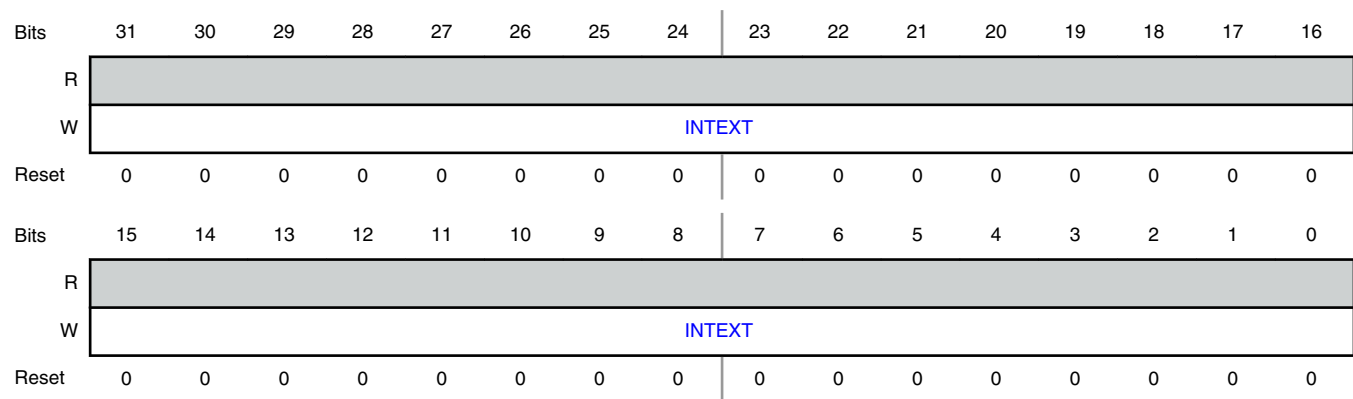 Bits 31 30 29 28 27 26 25 24 23 22 21 20 19 18 17 16
R
W INTEXT
Reset 0 0 0 0 0 0 0 0 0 0 0 0 0 0 0 0
Bits 15 14 13 12 11 10 9 8 7 6 5 4 3 2 1 0
R
W INTEXT
Reset 0 0 0 0 0 0 0 0 0 0 0 0 0 0 0 0